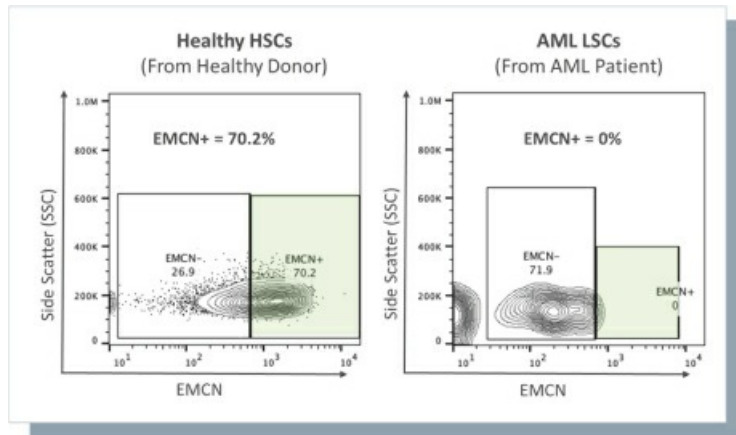 Healthy HSCs
(From Healthy Donor)
1.0M
800K
600K
400K
200K
0
Side Scatter (SSC)
EMCN+ = 70.2%
EMCN-
26.9
EMCN+
70.2
10¹
10²
10³
10⁴
EMCN
AML LSCs
(From AML Patient)
1.0M
800K
600K
400K
200K
0
Side Scatter (SSC)
EMCN+ = 0%
EMCN-
71.9
EMCN+
0
10¹
10²
10³
10⁴
EMCN